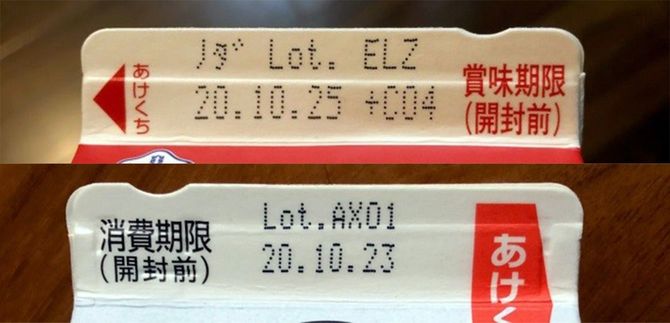 あけくち
ノダ Lot. ELZ
20.10.25 +C04
賞味期限
(開封前)
消費期限
(開封前)
Lot.AX01
20.10.23
あけく